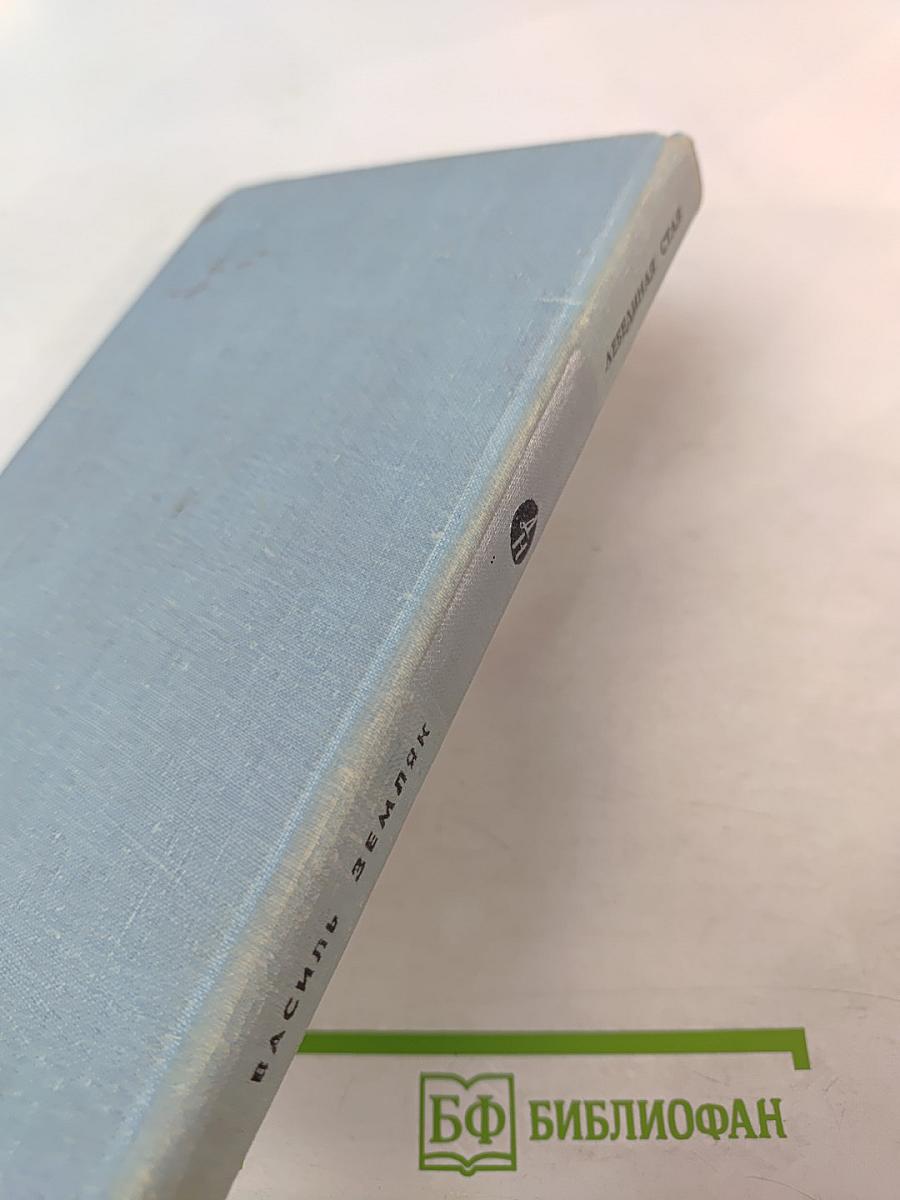 ВАСИЛЬ ЗЕМЛЯК
ЛЕБЕДИНАЯ СТАЯ
БФ БИБЛИОФАН